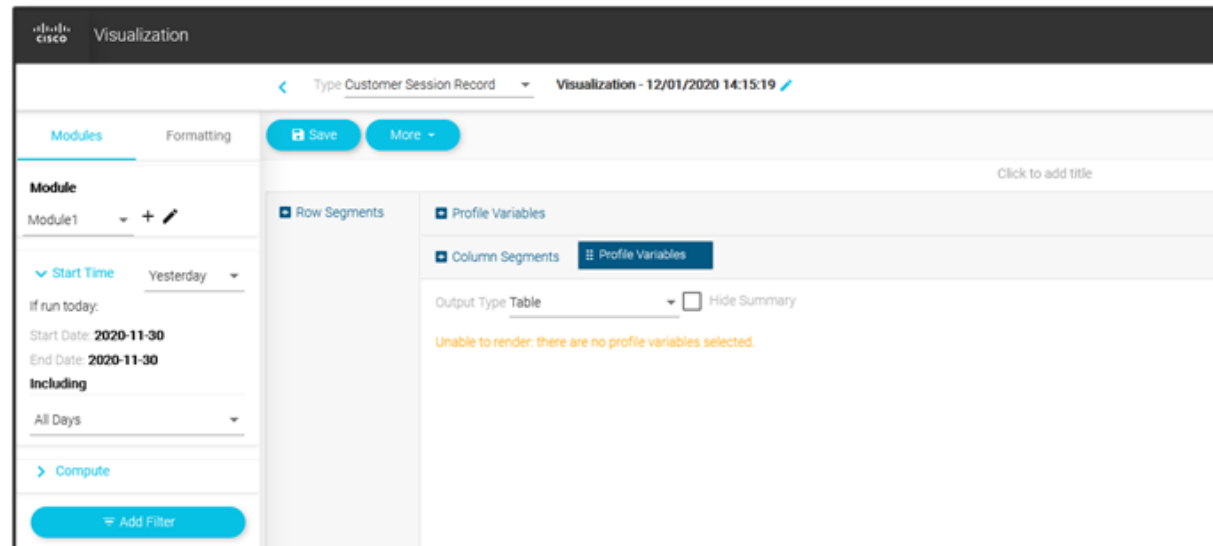 CISCO Visualization
Type Customer Session Record Visualization - 12/01/2020 14:15:19
Modules Formatting
Save More
Click to add title
Module
Module1 +
Start Time Yesterday
If run today:
Start Date: 2020-11-30
End Date: 2020-11-30
Including
All Days
Compute
Add Filter
Row Segments
Profile Variables
Column Segments Profile Variables
Output Type Table Hide Summary
Unable to render: there are no profile variables selected.